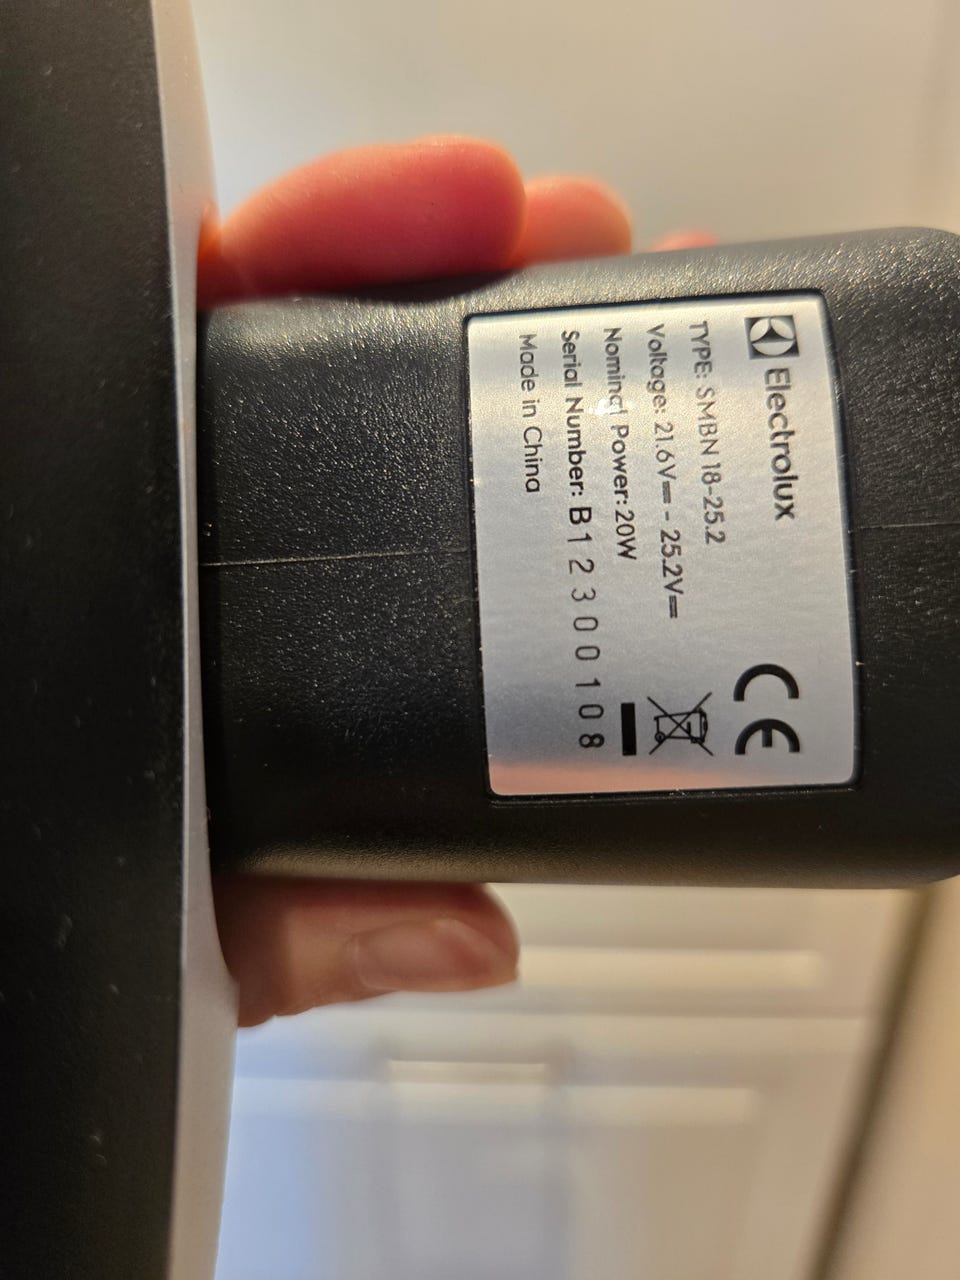 Electrolux
CE
TYPE: SMBN 18-25.2
Voltage: 21.6V⎓ - 25.2V⎓
Nominal Power: 20W
Serial Number: B12300108
Made in China